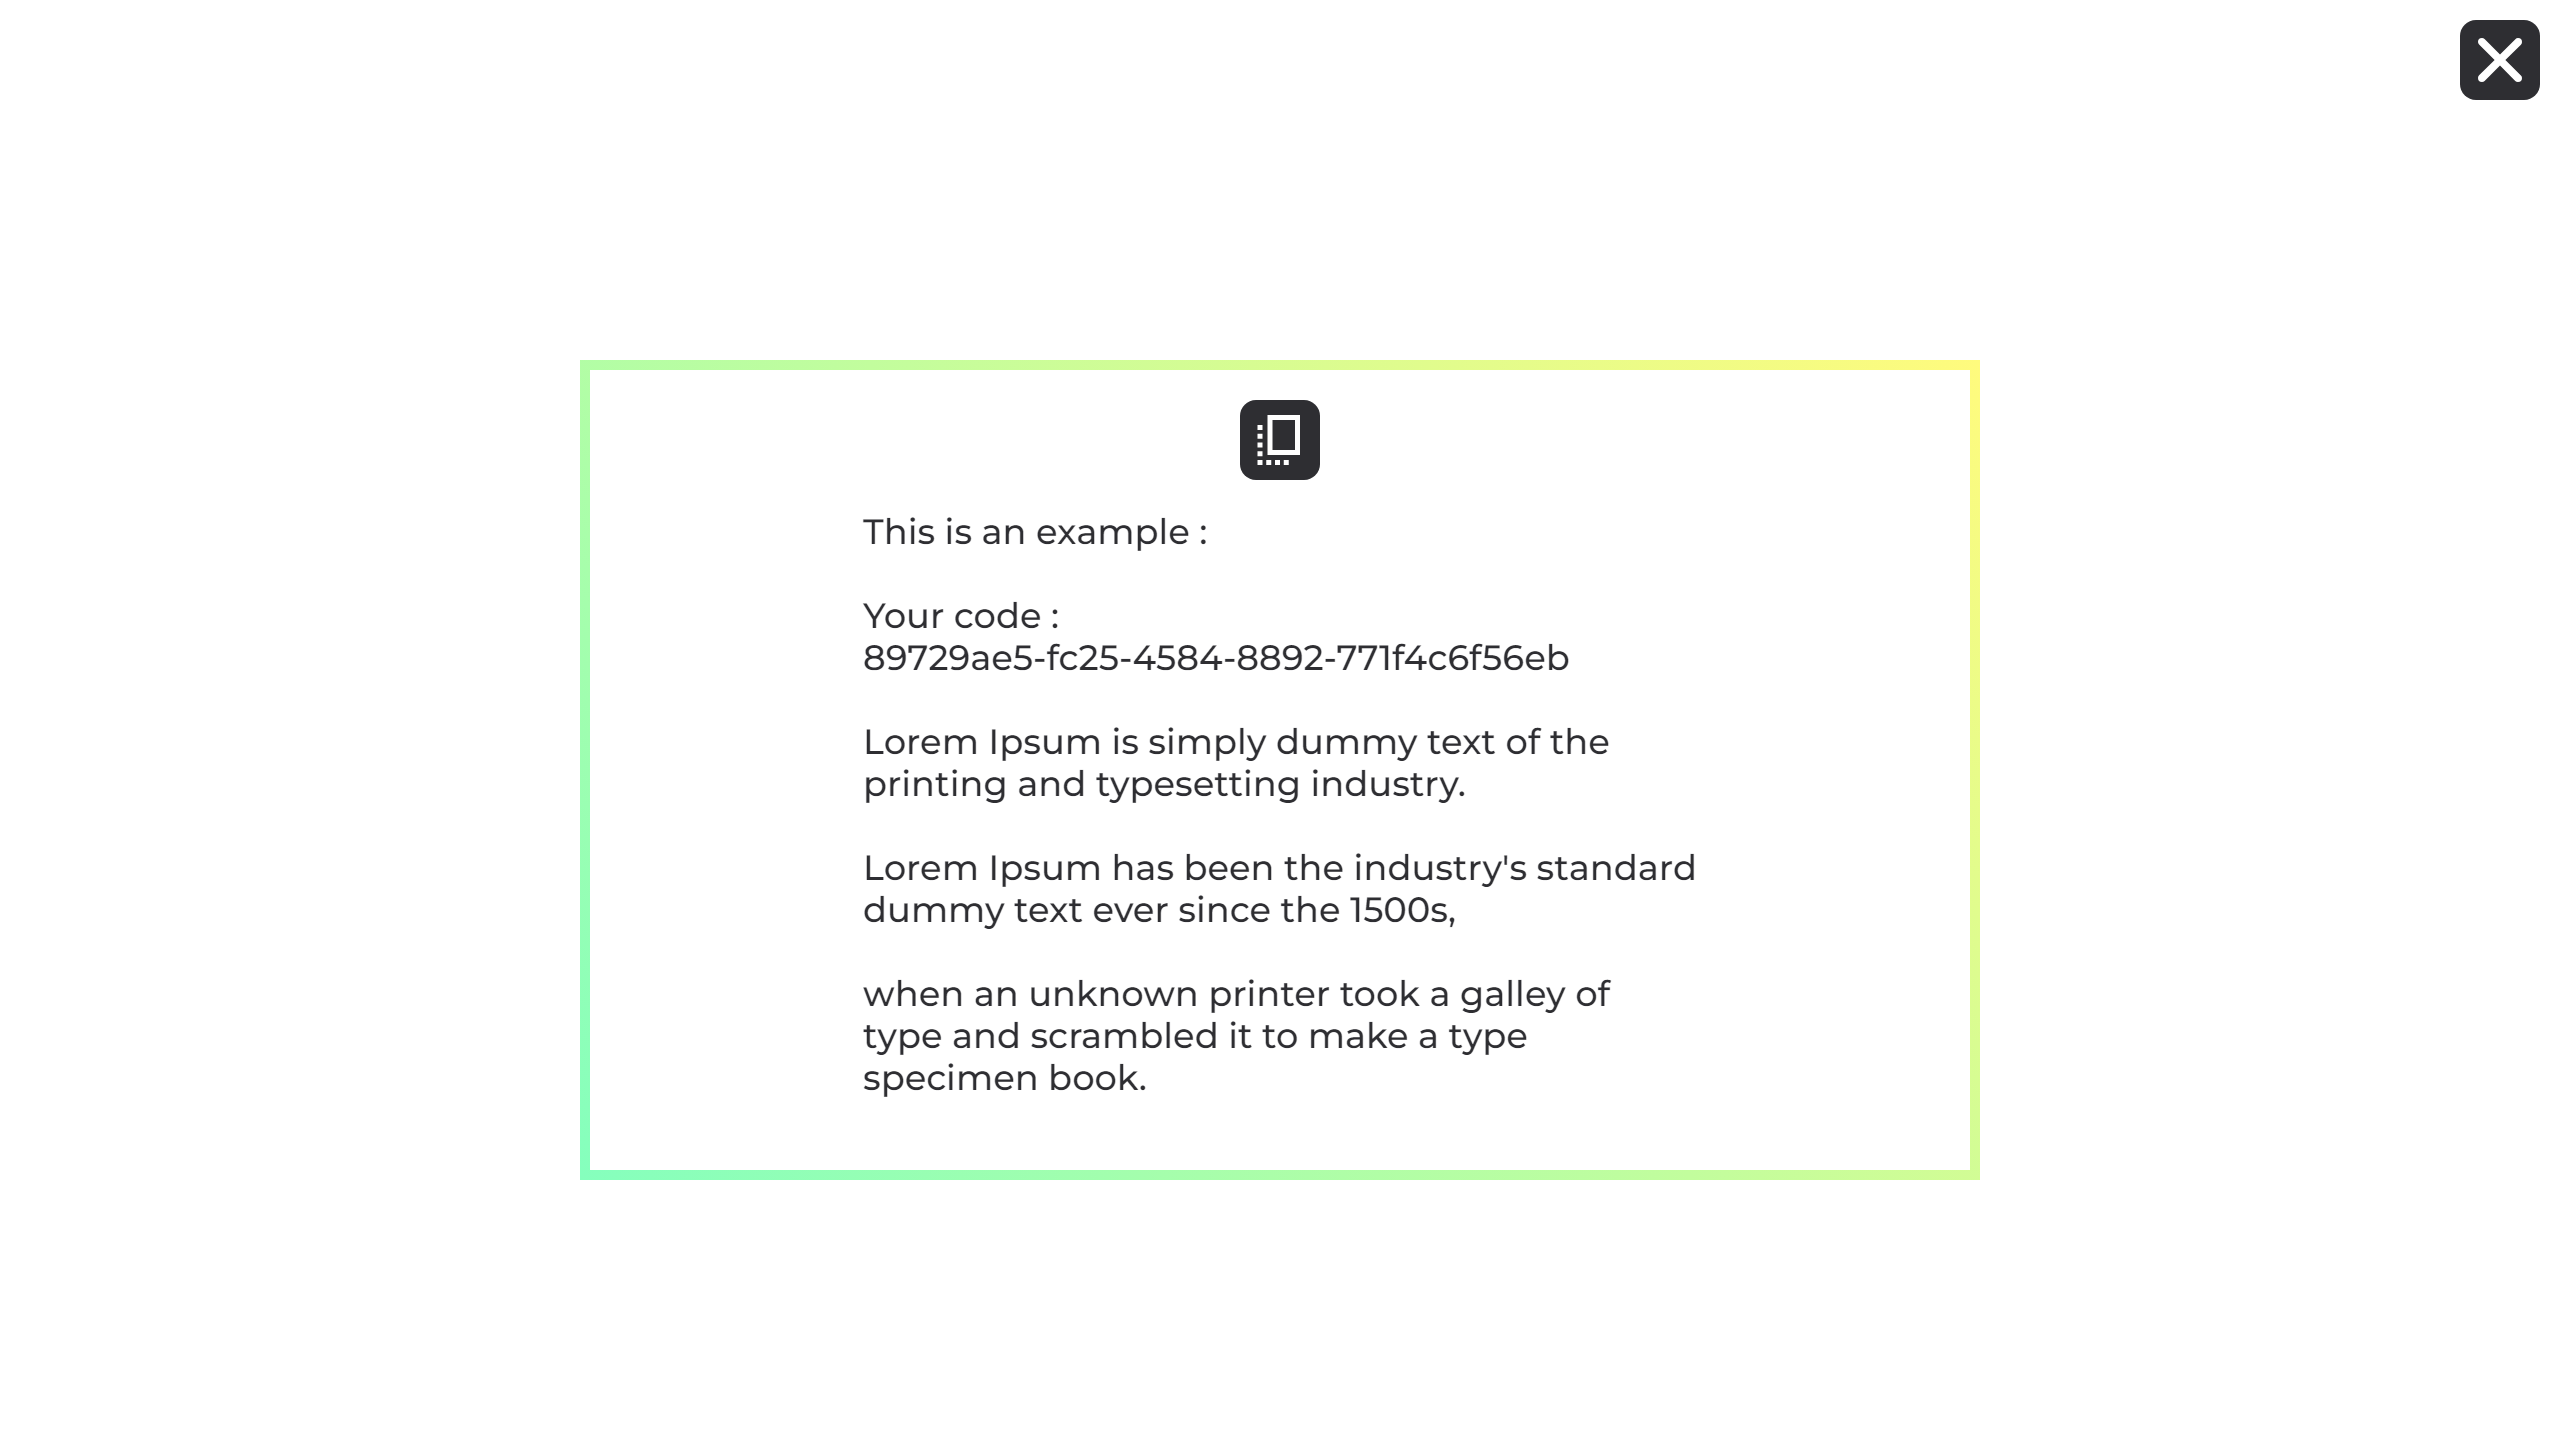 This is an example :
Your code :
89729ae5-fc25-4584-8892-771f4c6f56eb
Lorem Ipsum is simply dummy text of the
printing and typesetting industry.
Lorem Ipsum has been the industry's standard
dummy text ever since the 1500s,
when an unknown printer took a galley of
type and scrambled it to make a type
specimen book.